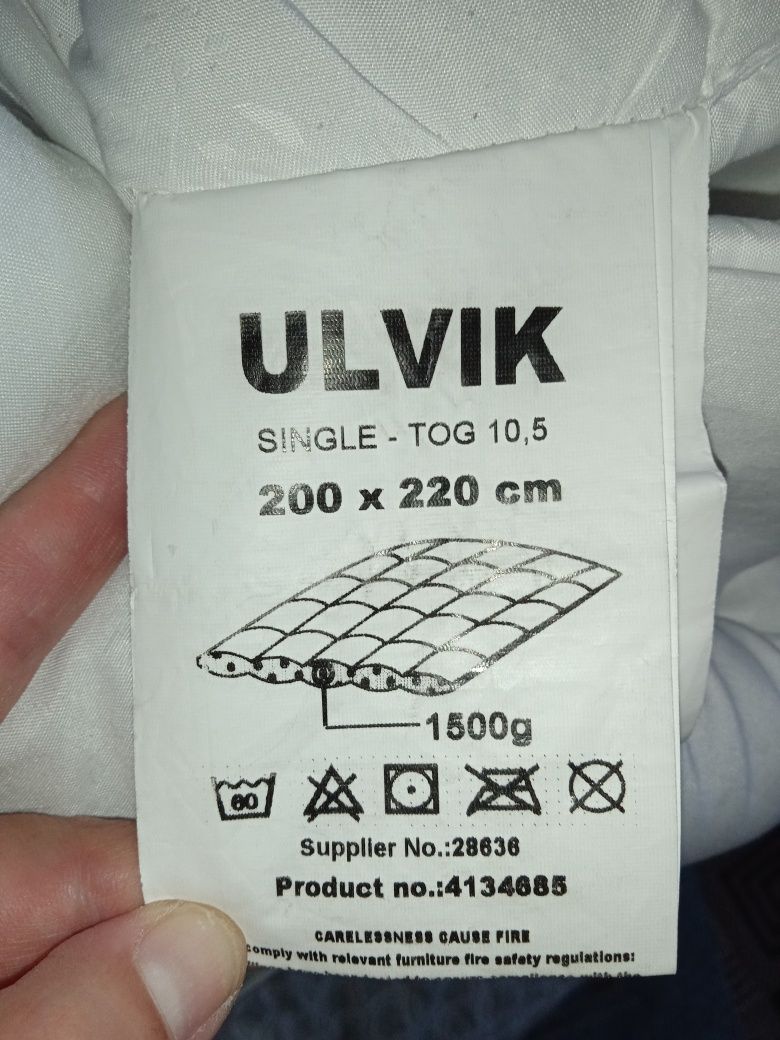 ULVIK
SINGLE - TOG 10,5
200 x 220 cm
1500g
60
Supplier No.:28636
Product no.:4134685
CARELESSNESS CAUSE FIRE
comply with relevant furniture fire safety regulations: